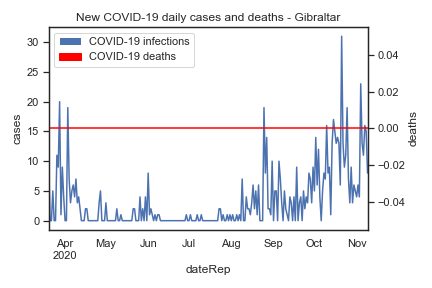 New COVID-19 daily cases and deaths - Gibraltar
COVID-19 infections
COVID-19 deaths
30
25
20
15
10
5
0
cases
0.04
0.02
0.00
−0.02
−0.04
deaths
Apr May Jun Jul Aug Sep Oct Nov
2020
dateRep